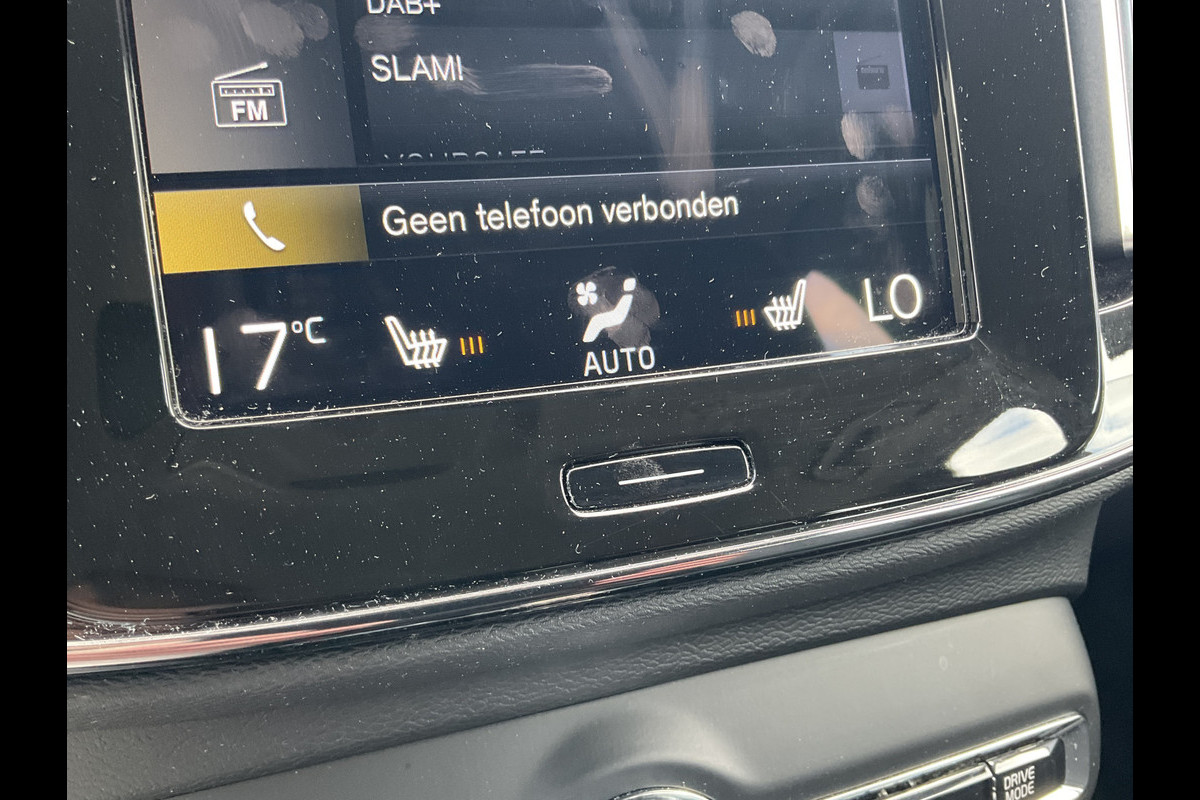 DAB+
SLAM!
FM
Geen telefoon verbonden
17°C
LO
AUTO
DRIVE
MODE